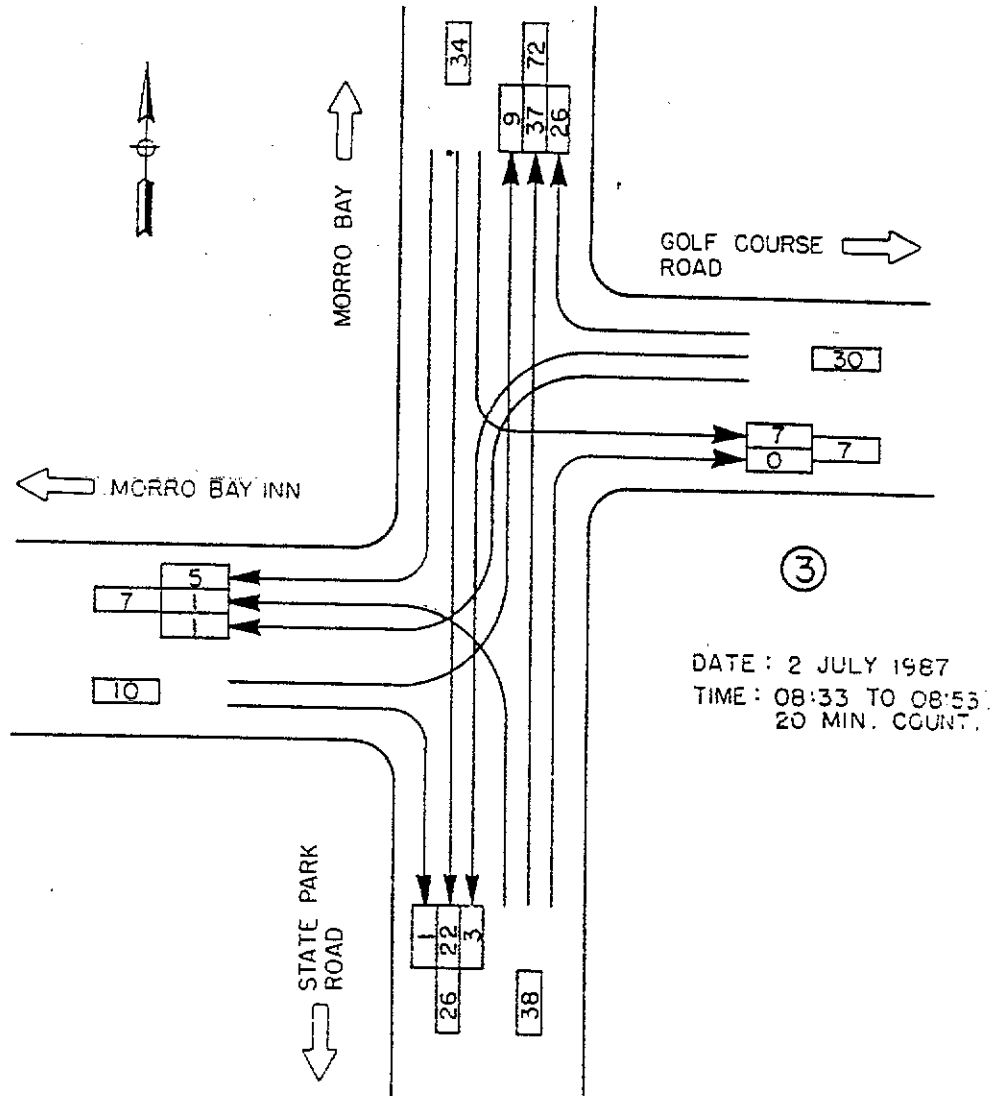 34
72
9
37
26
MORRO BAY
GOLF COURSE
ROAD
30
7
0
7
MORRO BAY INN
5
7
1
1
10
3
DATE: 2 JULY 1987
TIME: 08:33 TO 08:53
20 MIN. COUNT.
STATE PARK
ROAD
1
22
3
26
38